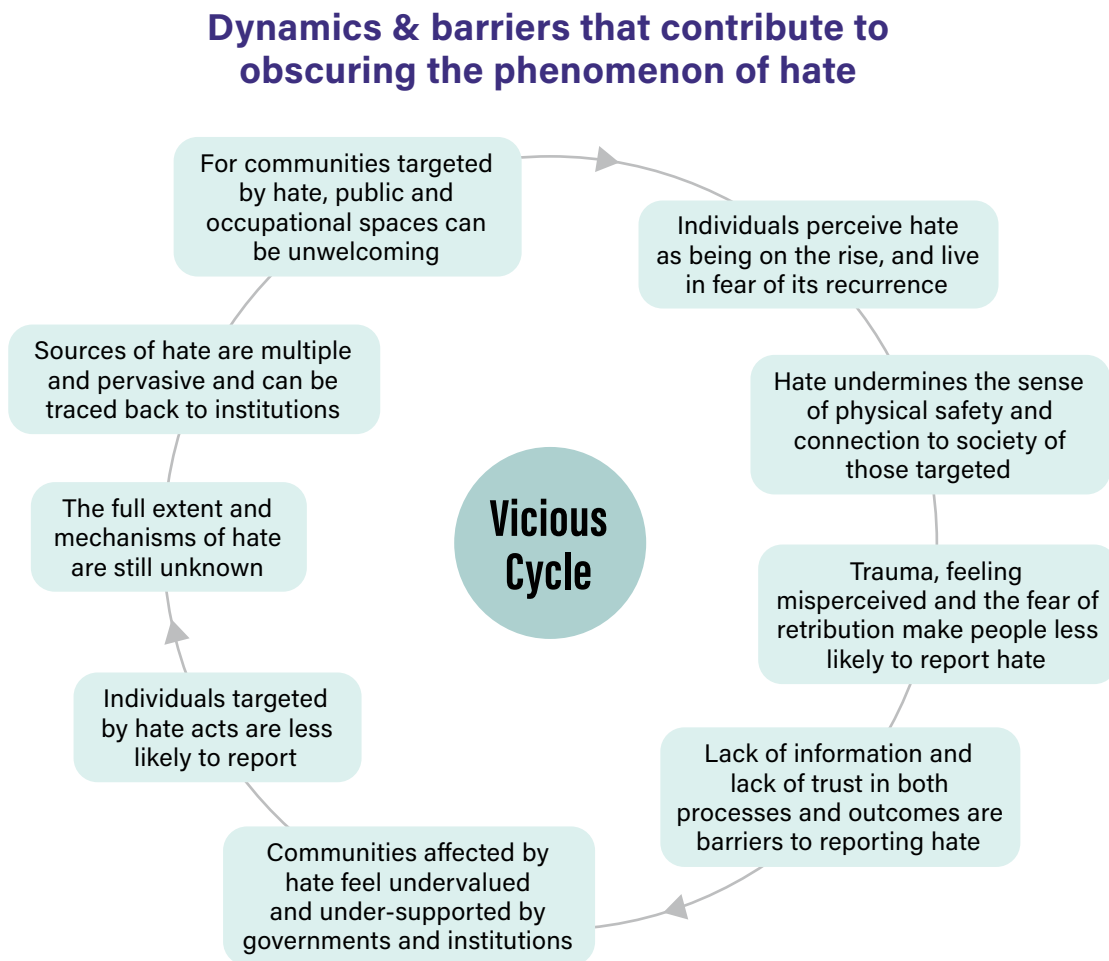 Dynamics & barriers that contribute to
obscuring the phenomenon of hate
For communities targeted
by hate, public and
occupational spaces can
be unwelcoming
Individuals perceive hate
as being on the rise, and live
in fear of its recurrence
Hate undermines the sense
of physical safety and
connection to society of
those targeted
Trauma, feeling
misperceived and the fear of
retribution make people less
likely to report hate
Lack of information and
lack of trust in both
processes and outcomes are
barriers to reporting hate
Communities affected by
hate feel undervalued
and under-supported by
governments and institutions
Individuals targeted
by hate acts are less
likely to report
The full extent and
mechanisms of hate
are still unknown
Sources of hate are multiple
and pervasive and can be
traced back to institutions
Vicious
Cycle